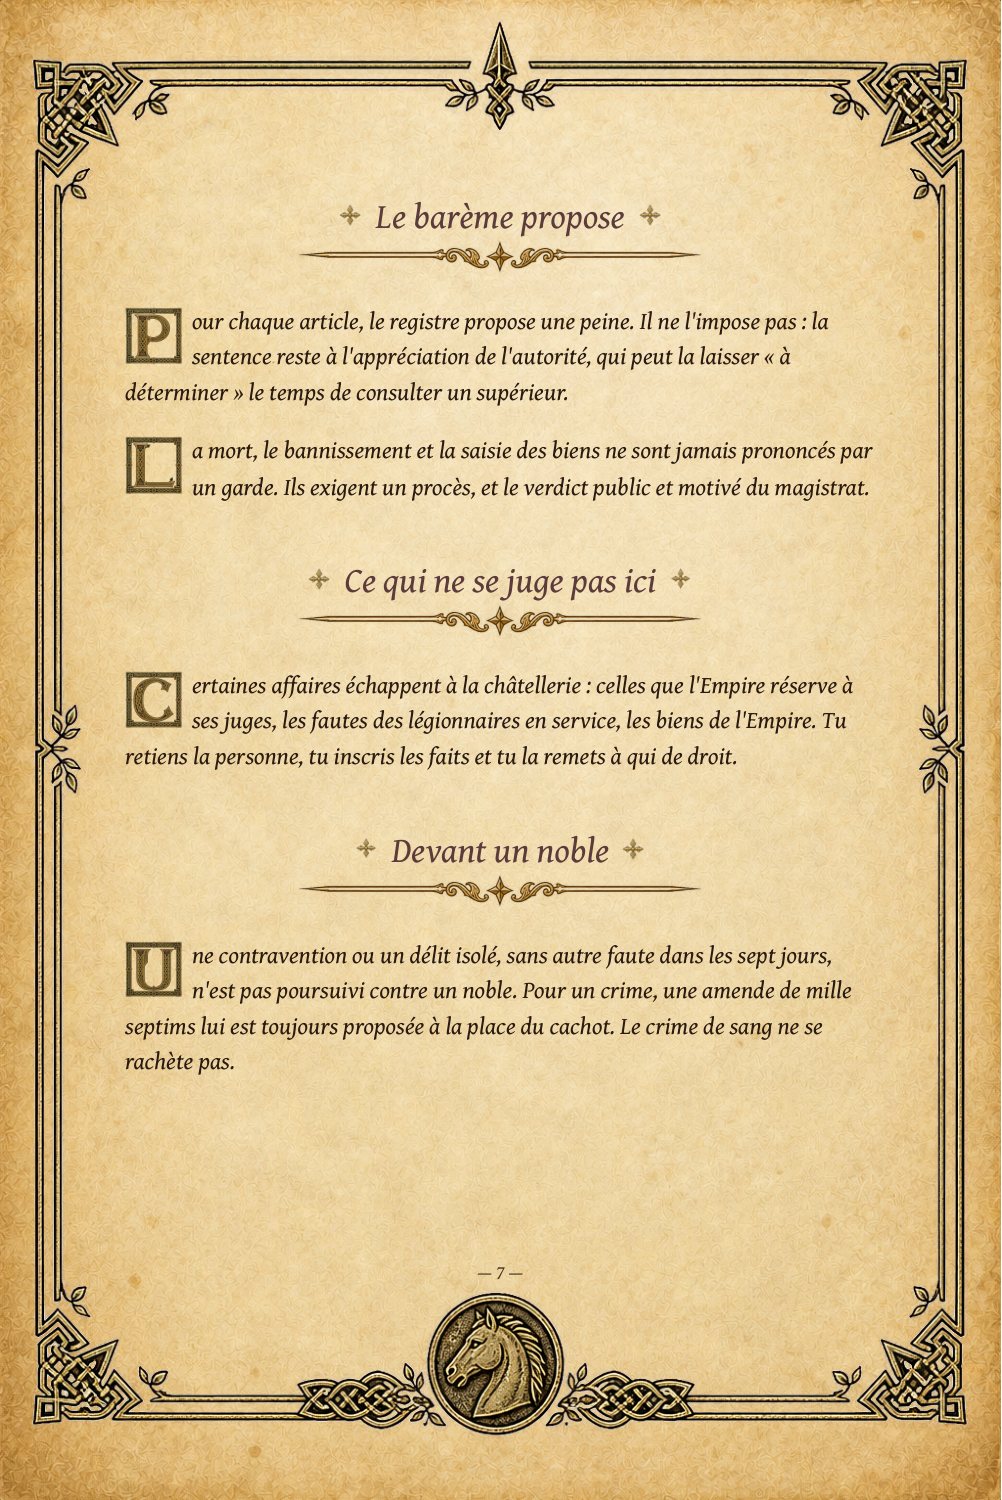 Le barème propose
Pour chaque article, le registre propose une peine. Il ne l'impose pas : la
sentence reste à l'appréciation de l'autorité, qui peut la laisser « à
déterminer » le temps de consulter un supérieur.
La mort, le bannissement et la saisie des biens ne sont jamais prononcés par
un garde. Ils exigent un procès, et le verdict public et motivé du magistrat.
Ce qui ne se juge pas ici
Certaines affaires échappent à la châtellerie : celles que l'Empire réserve à
ses juges, les fautes des légionnaires en service, les biens de l'Empire. Tu
retiens la personne, tu inscris les faits et tu la remets à qui de droit.
Devant un noble
Une contravention ou un délit isolé, sans autre faute dans les sept jours,
n'est pas poursuivi contre un noble. Pour un crime, une amende de mille
septims lui est toujours proposée à la place du cachot. Le crime de sang ne se
rachète pas.
— 7 —